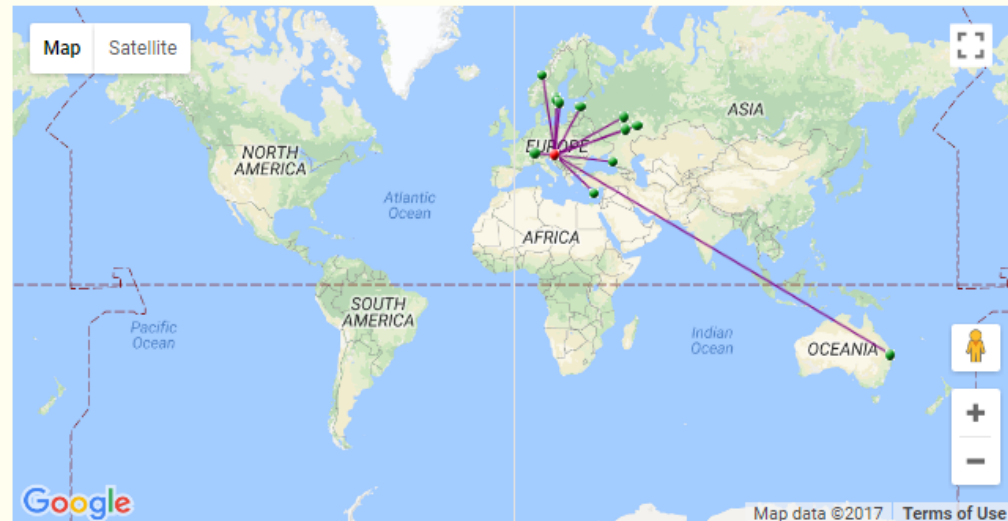 Map Satellite
NORTH
AMERICA
Atlantic
Ocean
EUROPE
ASIA
AFRICA
SOUTH
AMERICA
Pacific
Ocean
Indian
Ocean
OCEANIA
+
−
Google
Map data ©2017 Terms of Use